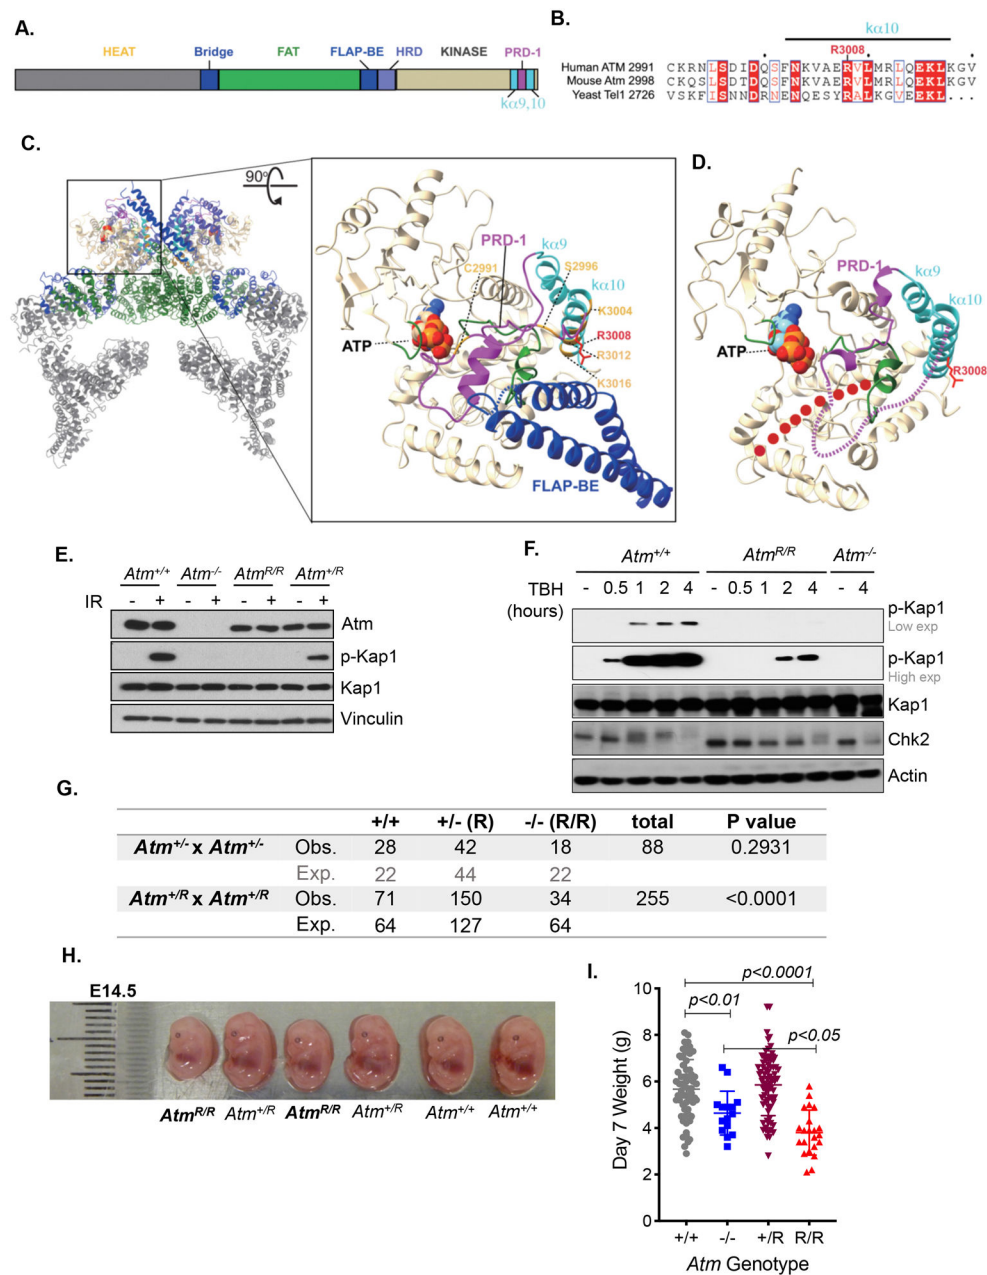 A.
HEAT Bridge FAT FLAP-BE HRD KINASE PRD-1
kα9,10
B.
kα10
R3008
Human ATM 2991 CKRNLSDIDQSFNKVAERVLMRLQEKLKGV
Mouse Atm 2998 CKQSLSDIDQSFNKVAERVLMRLQEKLKGV
Yeast Tel1 2726 VSKFISNNDRNENQESYRALKGVEEKL...
C.
90°
PRD-1
kα9
C2991
S2996
kα10
K3004
R3008
R3012
K3016
ATP
FLAP-BE
D.
PRD-1
kα9
kα10
ATP
R3008
E.
Atm+/+ Atm-/- AtmR/R Atm+/R
IR - + - + - + - +
Atm
p-Kap1
Kap1
Vinculin
F.
Atm+/+ AtmR/R Atm-/-
TBH - 0.5 1 2 4 - 0.5 1 2 4 - 4
(hours)
p-Kap1
Low exp
p-Kap1
High exp
Kap1
Chk2
Actin
G.
+/+ +/- (R) -/- (R/R) total P value
Atm+/- x Atm+/- Obs. 28 42 18 88 0.2931
Exp. 22 44 22
Atm+/R x Atm+/R Obs. 71 150 34 255 <0.0001
Exp. 64 127 64
H.
E14.5
AtmR/R Atm+/R AtmR/R Atm+/R Atm+/+ Atm+/+
I.
p<0.0001
p<0.01
p<0.05
10
8
6
4
2
0
Day 7 Weight (g)
+/+ -/- +/R R/R
Atm Genotype